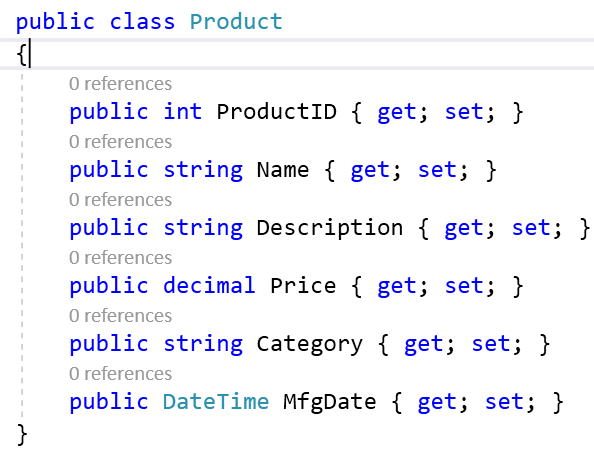 public class Product
{
0 references
public int ProductID { get; set; }
0 references
public string Name { get; set; }
0 references
public string Description { get; set; }
0 references
public decimal Price { get; set; }
0 references
public string Category { get; set; }
0 references
public DateTime MfgDate { get; set; }
}